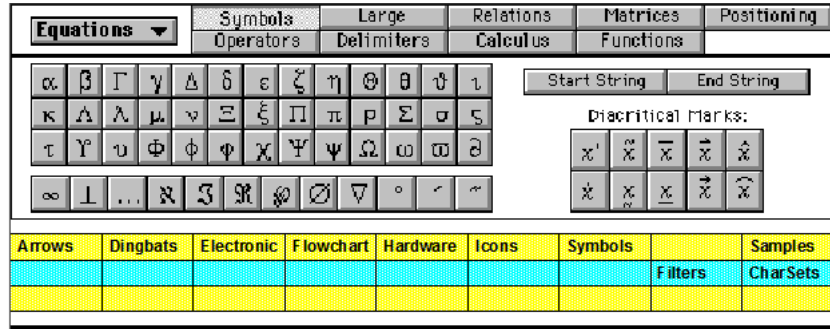 Equations Symbols Large Relations Matrices Positioning
Operators Delimiters Calculus Functions
α β Γ γ Δ δ ε ζ η Θ θ ϑ ι
κ Λ λ μ ν Ξ ξ Π π ρ Σ σ ς
τ ϒ υ Φ ϕ φ χ Ψ ψ Ω ω ϖ ∂
∞ ⊥ ... ℵ ℑ ℜ ℘ ∅ ∇ ° ′ ″
Start String End String
Diacritical Marks:
x' x̃ x̅ x⃗ x̂
ẋ x̰ x̲ x⃗ x̑
Arrows Dingbats Electronic Flowchart Hardware Icons Symbols Samples
Filters CharSets